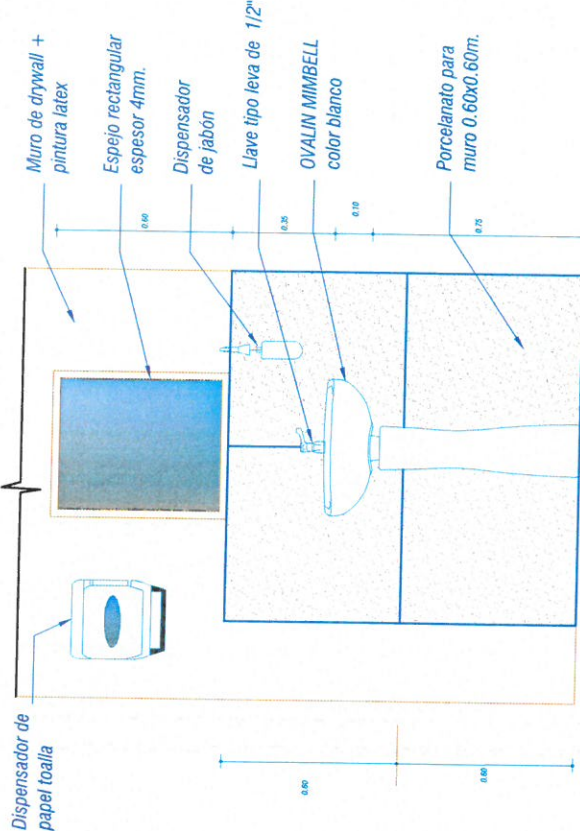 Muro de drywall +
pintura latex
Espejo rectangular
espesor 4mm.
Dispensador
de jabón
Llave tipo leva de 1/2"
OVALIN MIMBELL
color blanco
Porcelanato para
muro 0.60x0.60m.
Dispensador de
papel toalla
0.60
0.35
0.10
0.75
0.60
0.60